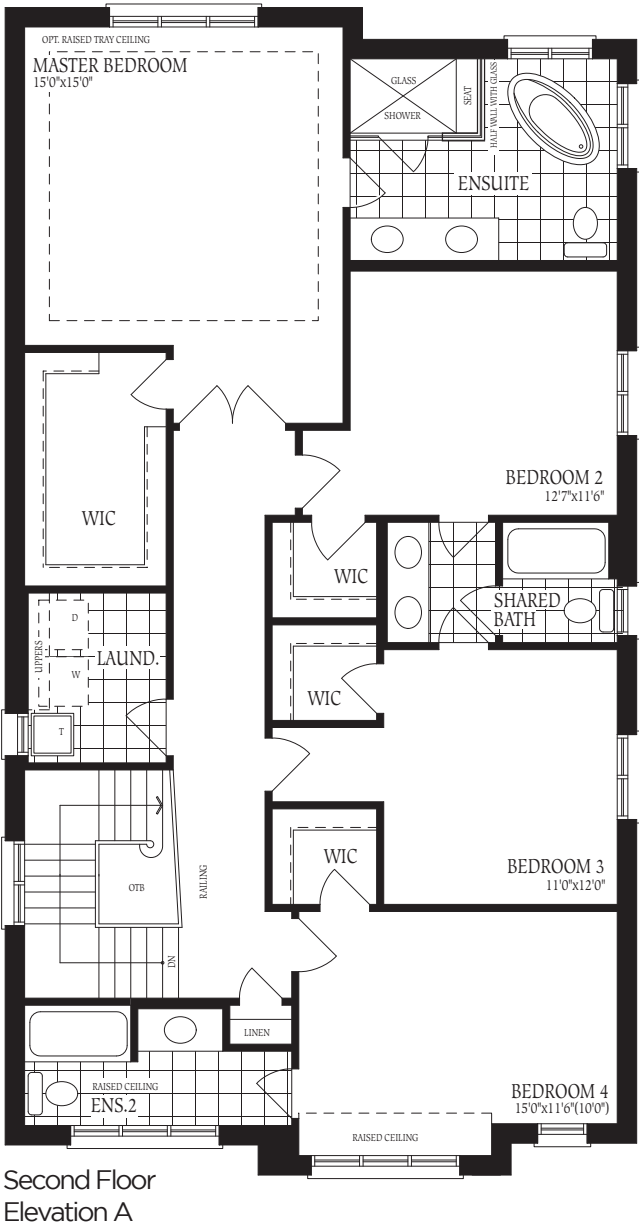 OPT. RAISED TRAY CEILING
MASTER BEDROOM
15'0"x15'0"
GLASS
SHOWER
SEAT
HALF WALL WITH GLASS
ENSUITE
BEDROOM 2
12'7"x11'6"
WIC
WIC
SHARED
BATH
D
UPPERS
LAUND.
W
T
WIC
WIC
BEDROOM 3
11'0"x12'0"
OTB
RAILING
DN
LINEN
RAISED CEILING
ENS.2
BEDROOM 4
15'0"x11'6"(10'0")
RAISED CEILING
Second Floor
Elevation A